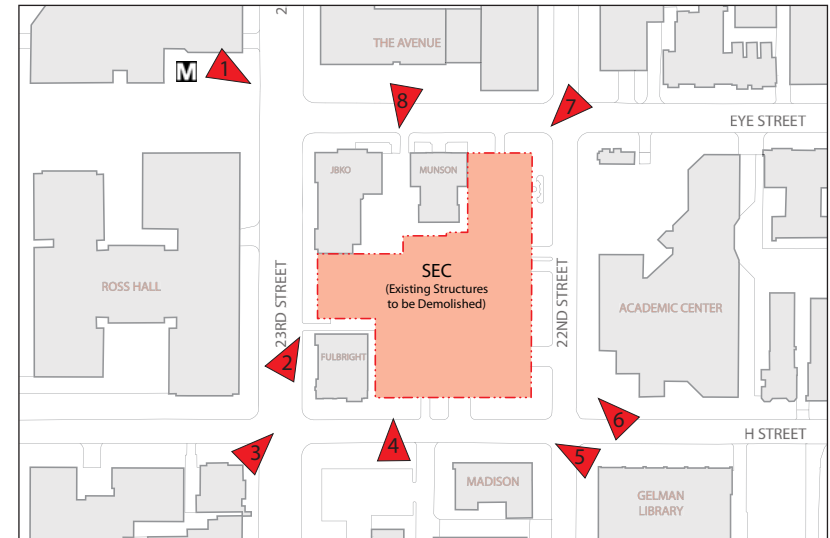 2
THE AVENUE
M
1
8
7
EYE STREET
JBKO
MUNSON
SEC
(Existing Structures
to be Demolished)
ROSS HALL
23RD STREET
22ND STREET
ACADEMIC CENTER
FULBRIGHT
2
6
H STREET
3
4
5
MADISON
GELMAN
LIBRARY